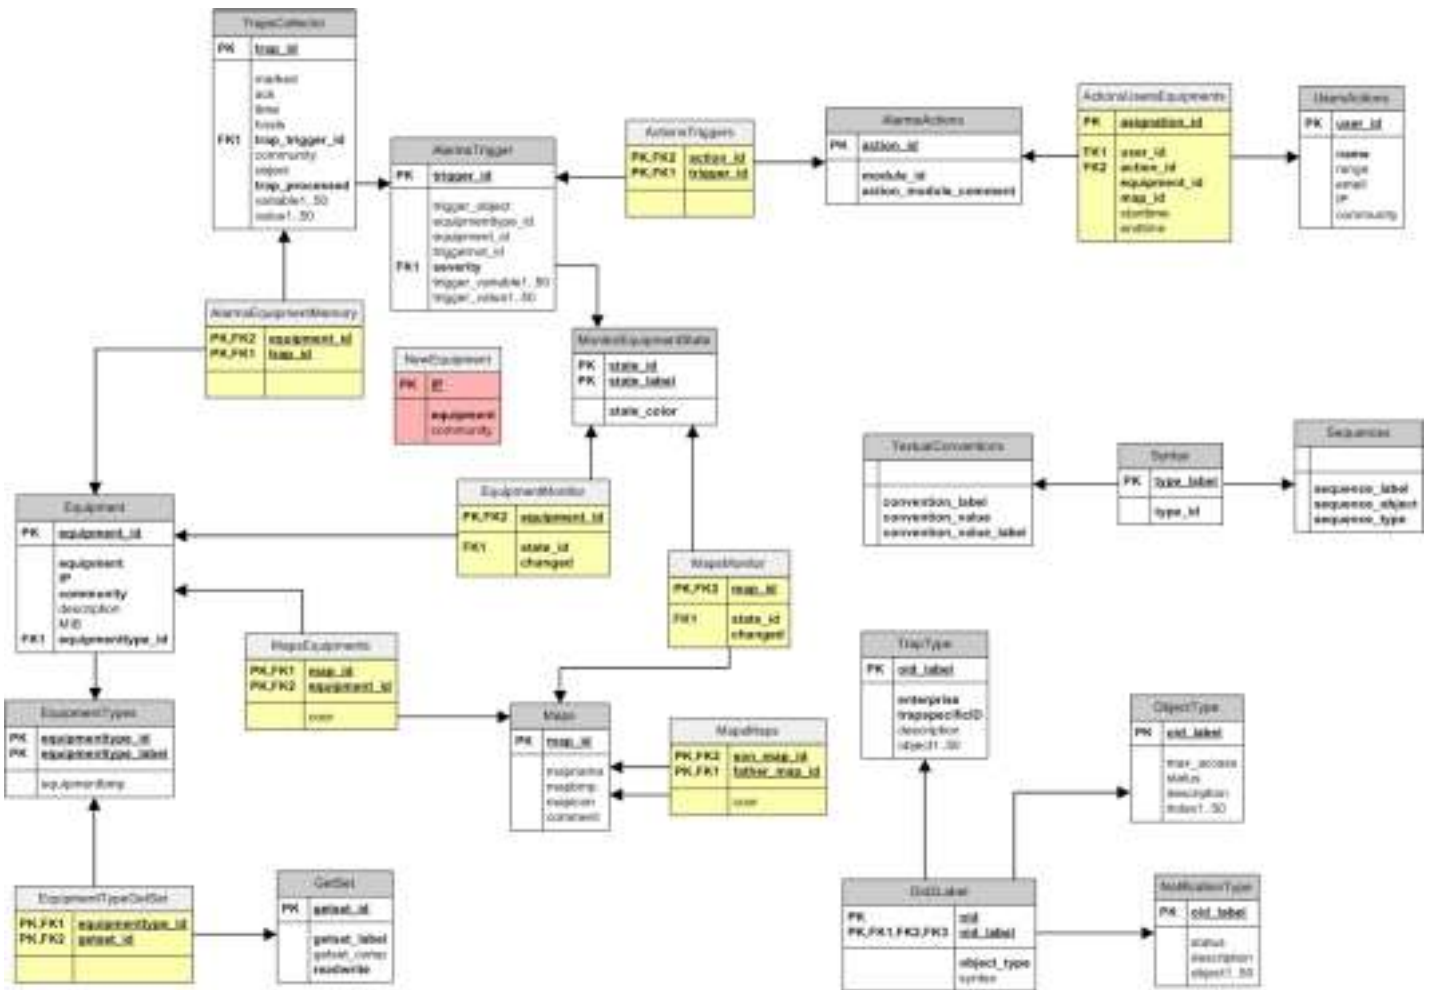 TrapsCollector
PK trap_id
marked
ack
time
hosts
FK1 trap_trigger_id
community
trap_processed
variable1..50
value1..50
AlarmsTrigger
PK trigger_id
trigger_object
equipmenttype_id
equipment_id
FK1 severity
trigger_variable1..50
trigger_value1..50
ActionsTriggers
PK,FK2 action_id
PK,FK1 trigger_id
AlarmsActions
PK action_id
module_id
action_module_comment
ActionsUsersEquipments
PK asignation_id
FK1 user_id
FK2 action_id
equipment_id
map_id
starttime
endtime
UsersActions
PK user_id
name
range
email
IP
community
AlarmsEquipmentMemory
PK,FK2 equipment_id
PK,FK1 trap_id
NewEquipment
PK IP
equipment
community
MonitorEquipmentState
PK state_id
PK state_label
state_color
TextualConventions
convention_label
convention_value
convention_value_label
Syntax
PK type_label
type_id
Sequences
sequence_label
sequence_object
sequence_type
Equipment
PK equipment_id
equipment
IP
community
description
MIB
FK1 equipmenttype_id
EquipmentMonitor
PK,FK2 equipment_id
FK1 state_id
changed
MapsMonitor
PK,FK2 map_id
FK1 state_id
changed
MapsEquipments
PK,FK1 map_id
PK,FK2 equipment_id
EquipmentTypes
PK equipmenttype_id
PK equipmenttype_label
equipmentbmp
Maps
PK map_id
mapname
mapbmp
mapicon
comment
MapsMaps
PK,FK2 son_map_id
PK,FK1 father_map_id
TrapType
PK oid_label
enterprise
trapspecificID
description
object1..50
ObjectType
PK oid_label
max_access
status
description
index1..50
EquipmentTypeGetSet
PK,FK1 equipmenttype_id
PK,FK2 getset_id
GetSet
PK getset_id
getset_label
readwrite
OidLabel
PK oid
PK,FK1,FK2,FK3 oid_label
object_type
syntax
NotificationType
PK oid_label
status
description
object1..50